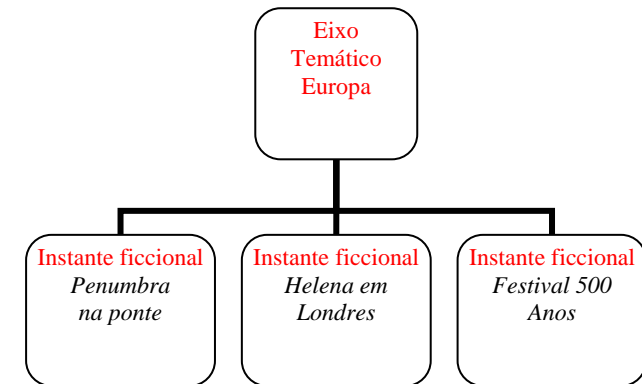 Eixo
Temático
Europa
Instante ficcional
Penumbra
na ponte
Instante ficcional
Helena em
Londres
Instante ficcional
Festival 500
Anos